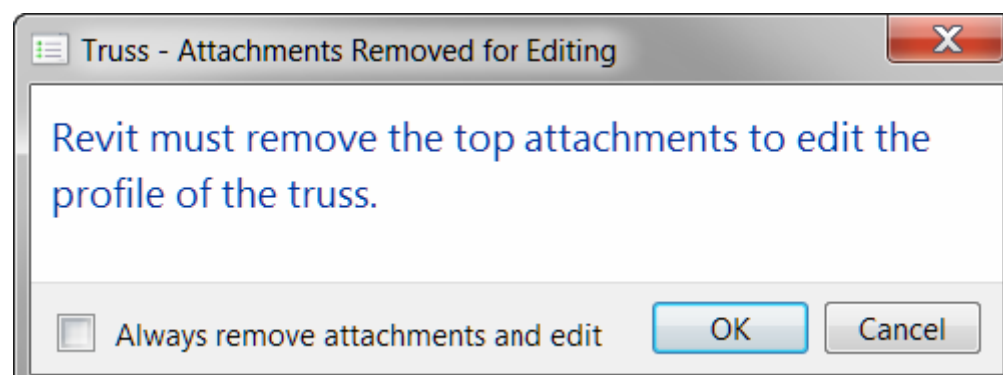 Truss - Attachments Removed for Editing
Revit must remove the top attachments to edit the
profile of the truss.
Always remove attachments and edit
OK
Cancel